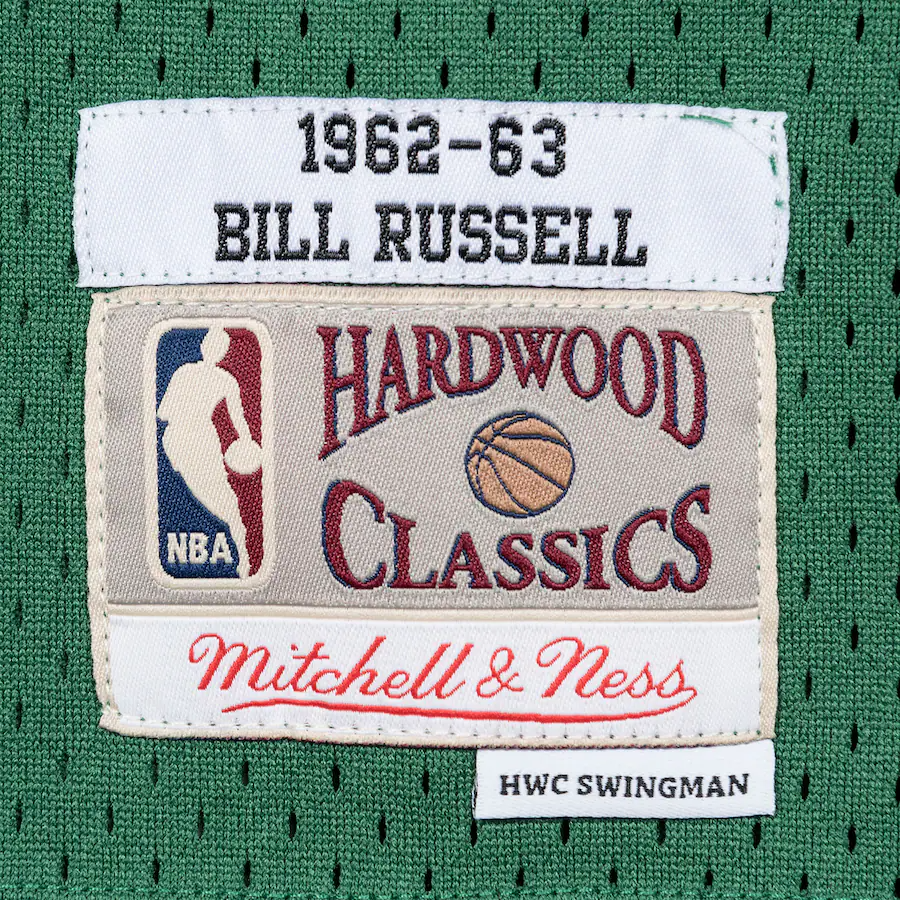 1962-63
BILL RUSSELL
HARDWOOD
CLASSICS
NBA
Mitchell & Ness
HWC SWINGMAN